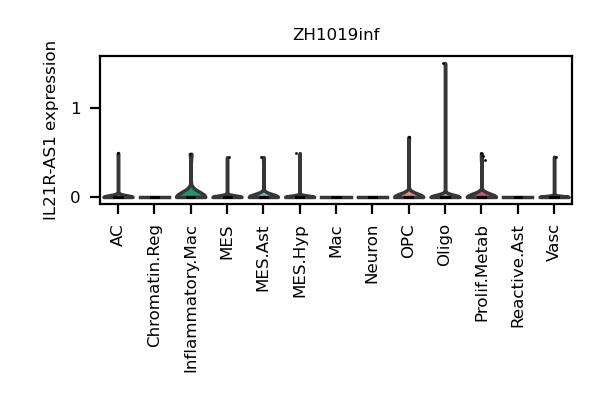 ZH1019inf
IL21R-AS1 expression
1
0
AC
Chromatin.Reg
Inflammatory.Mac
MES
MES.Ast
MES.Hyp
Mac
Neuron
OPC
Oligo
Prolif.Metab
Reactive.Ast
Vasc